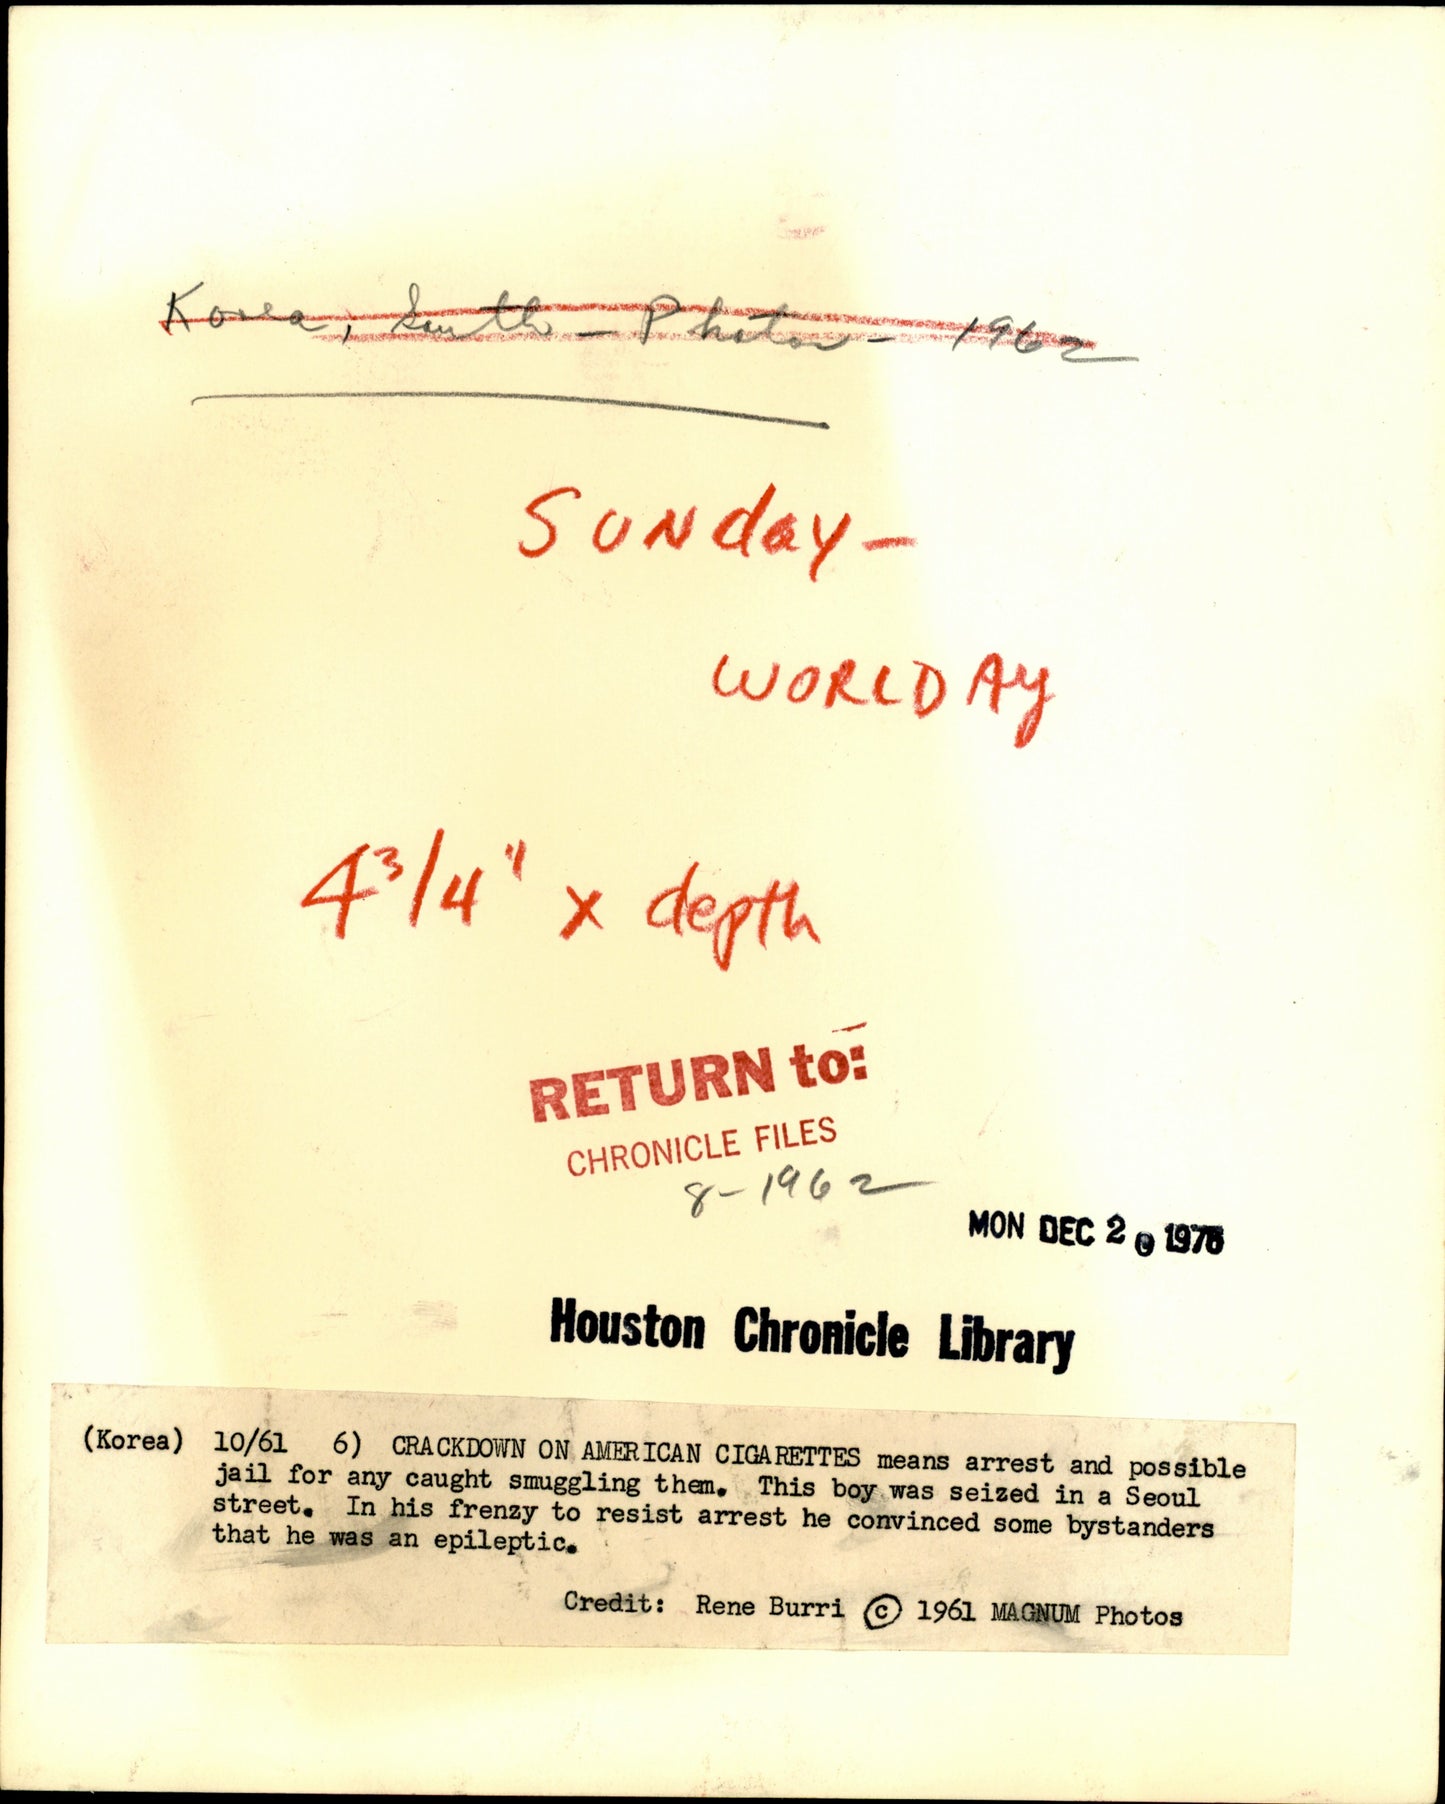 Korea, South - Photos - 1962
SUNday-
WORLDAy
4 3/4" x depth
RETURN to:
CHRONICLE FILES
8-1962
MON DEC 20 1976
Houston Chronicle Library
(Korea) 10/61 6) CRACKDOWN ON AMERICAN CIGARETTES means arrest and possible
jail for any caught smuggling them. This boy was seized in a Seoul
street. In his frenzy to resist arrest he convinced some bystanders
that he was an epileptic.
Credit: Rene Burri © 1961 MAGNUM Photos